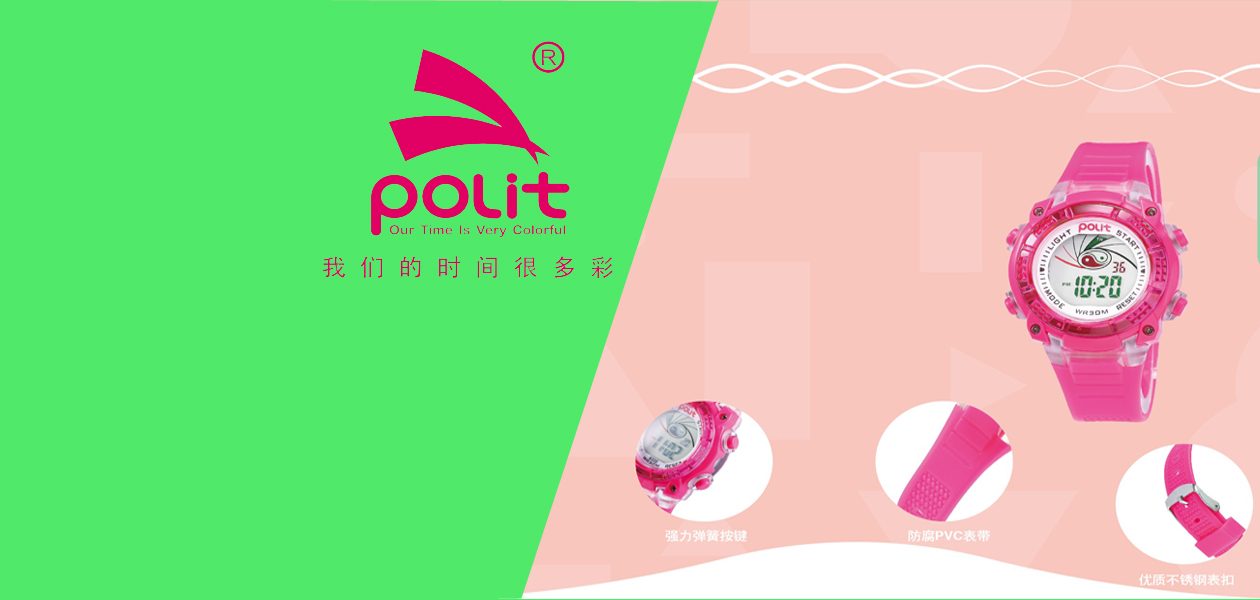 ®
polit
Our Time Is Very Colorful
我们的时间很多彩
polit
LIGHT
START
36
PM 10:20
MODE
RESET
WR30M
polit
强力弹簧按键
防腐PVC表带
优质不锈钢表扣